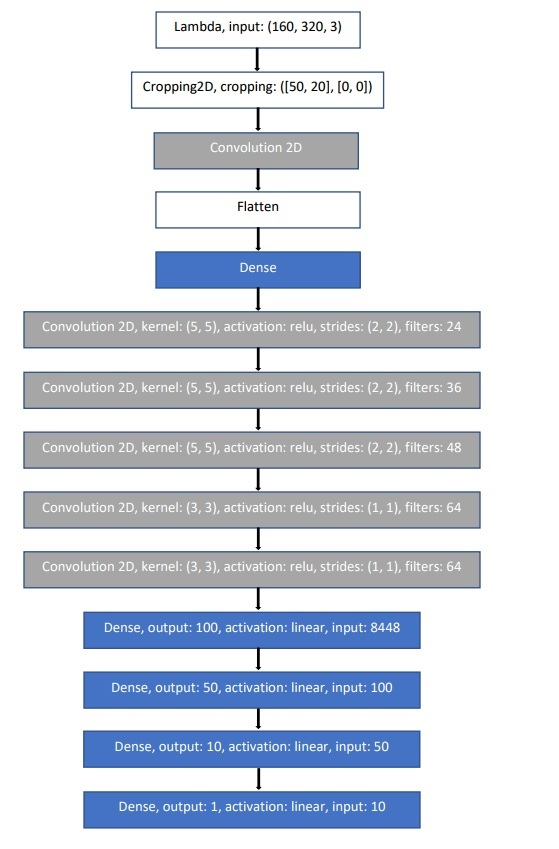 Lambda, input: (160, 320, 3)
Cropping2D, cropping: ([50, 20], [0, 0])
Convolution 2D
Flatten
Dense
Convolution 2D, kernel: (5, 5), activation: relu, strides: (2, 2), filters: 24
Convolution 2D, kernel: (5, 5), activation: relu, strides: (2, 2), filters: 36
Convolution 2D, kernel: (5, 5), activation: relu, strides: (2, 2), filters: 48
Convolution 2D, kernel: (3, 3), activation: relu, strides: (1, 1), filters: 64
Convolution 2D, kernel: (3, 3), activation: relu, strides: (1, 1), filters: 64
Dense, output: 100, activation: linear, input: 8448
Dense, output: 50, activation: linear, input: 100
Dense, output: 10, activation: linear, input: 50
Dense, output: 1, activation: linear, input: 10